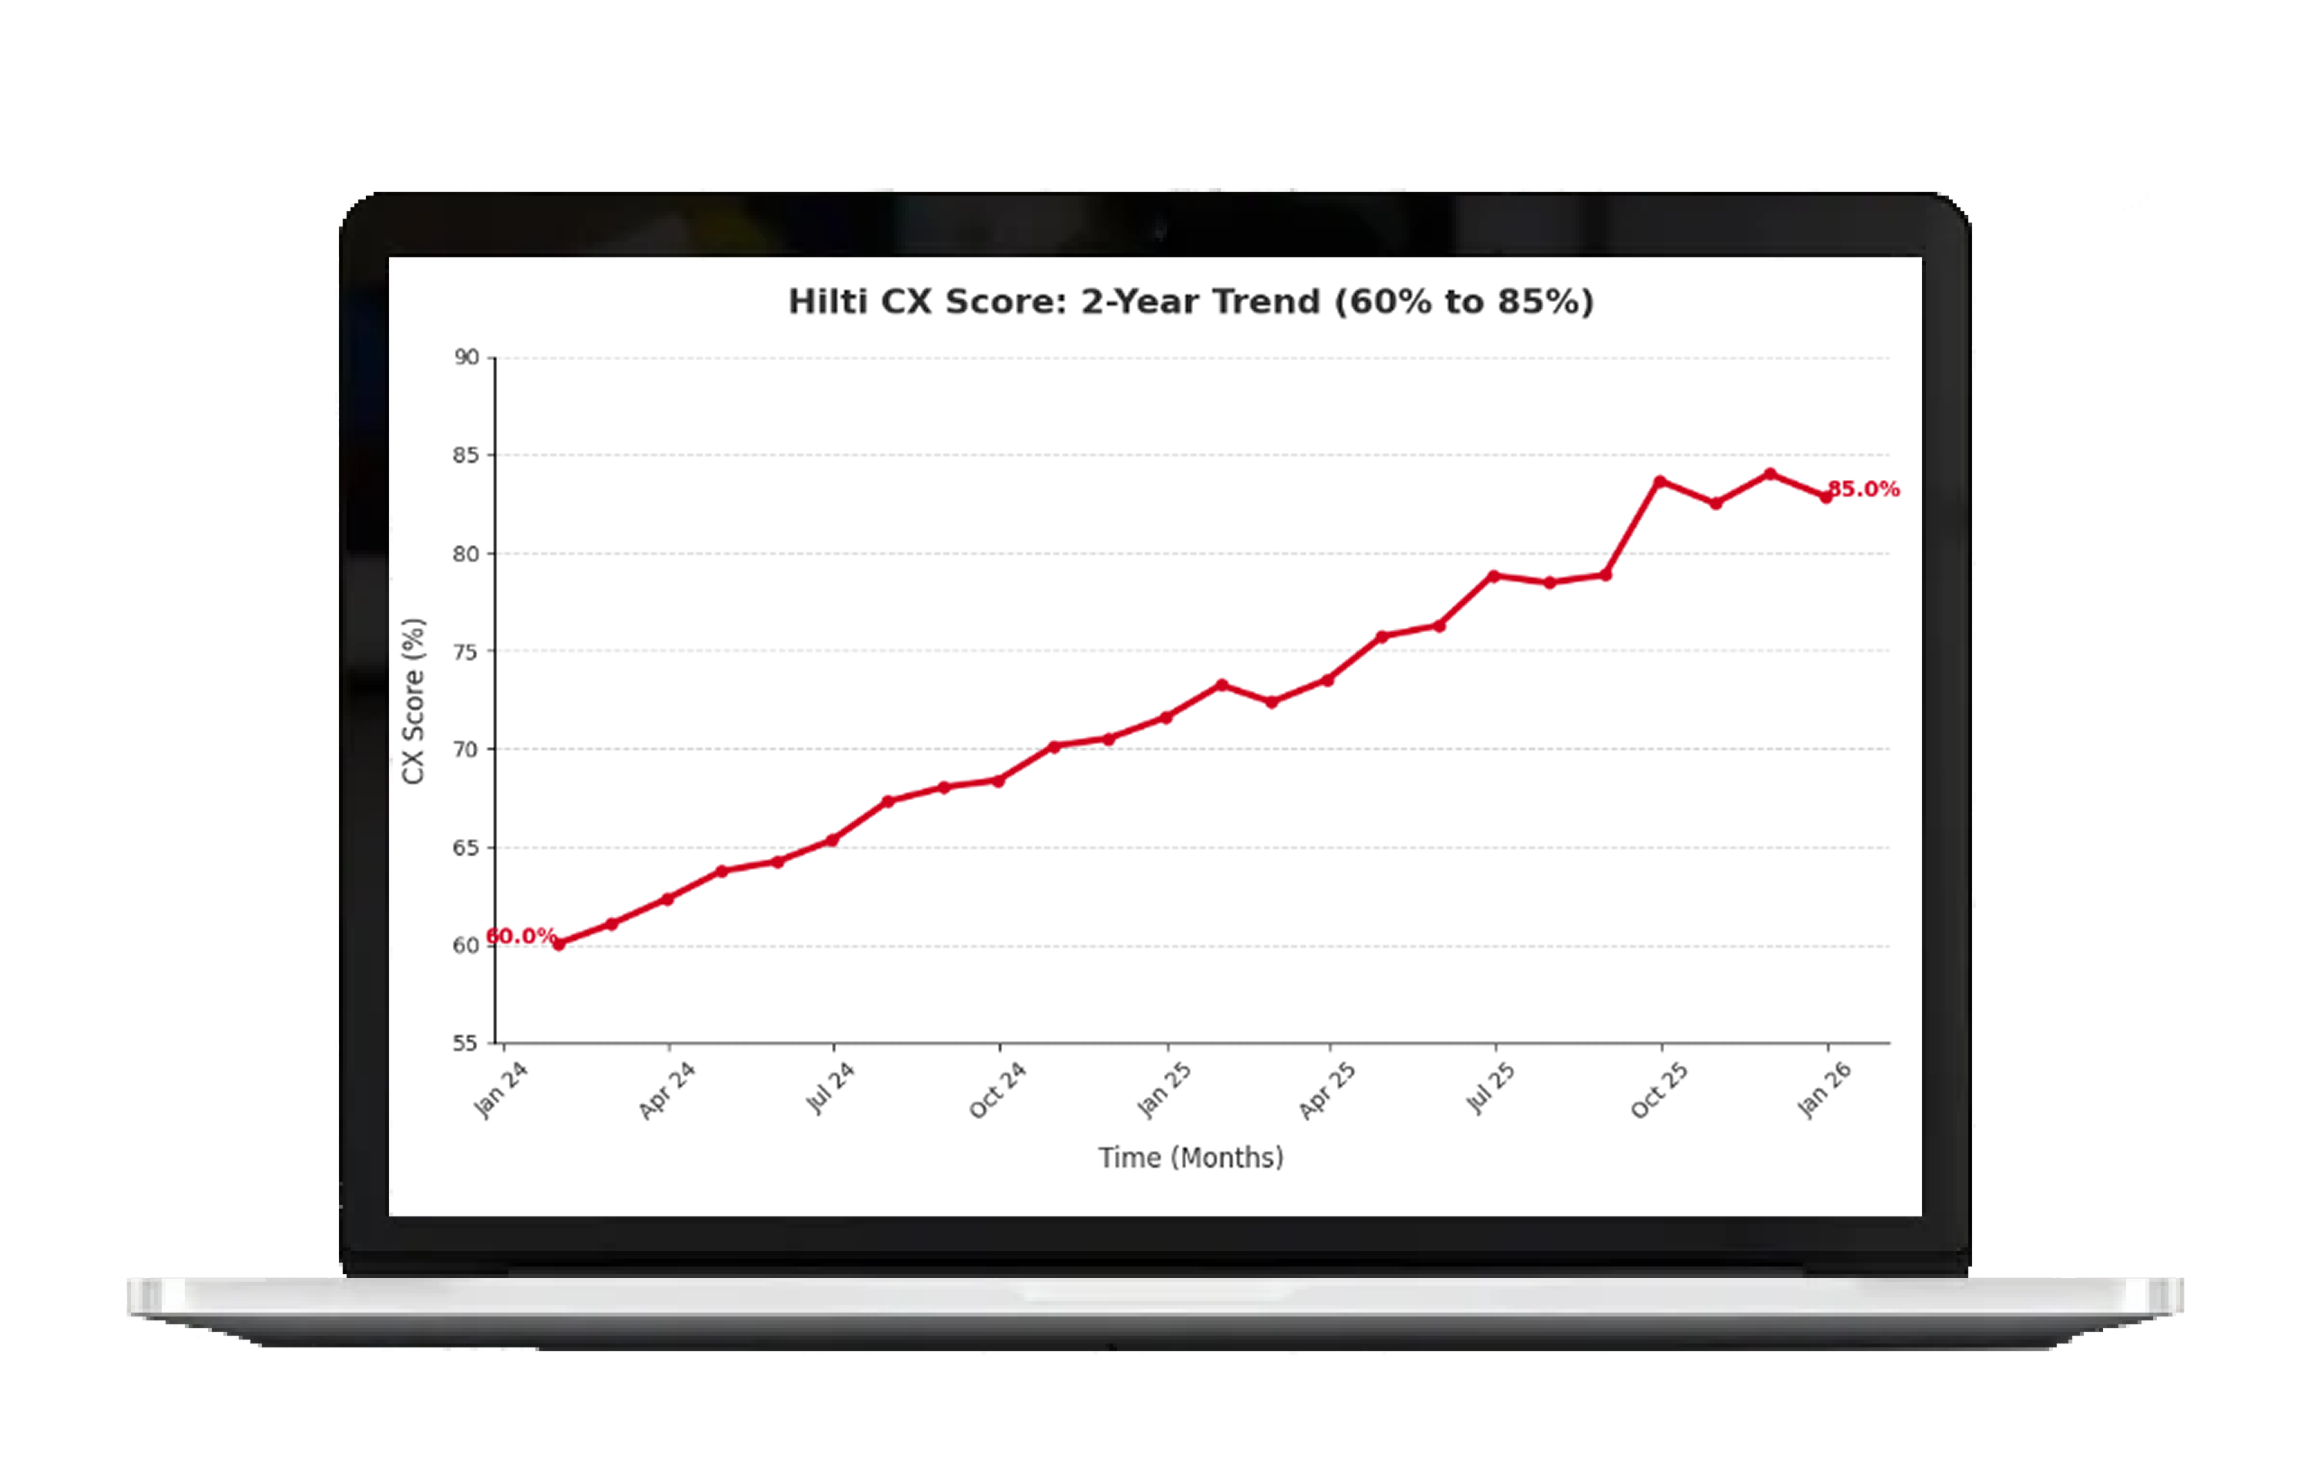 Hilti CX Score: 2-Year Trend (60% to 85%)
90
85
80
75
70
65
60
55
CX Score (%)
60.0%
85.0%
Jan 24
Apr 24
Jul 24
Oct 24
Jan 25
Apr 25
Jul 25
Oct 25
Jan 26
Time (Months)